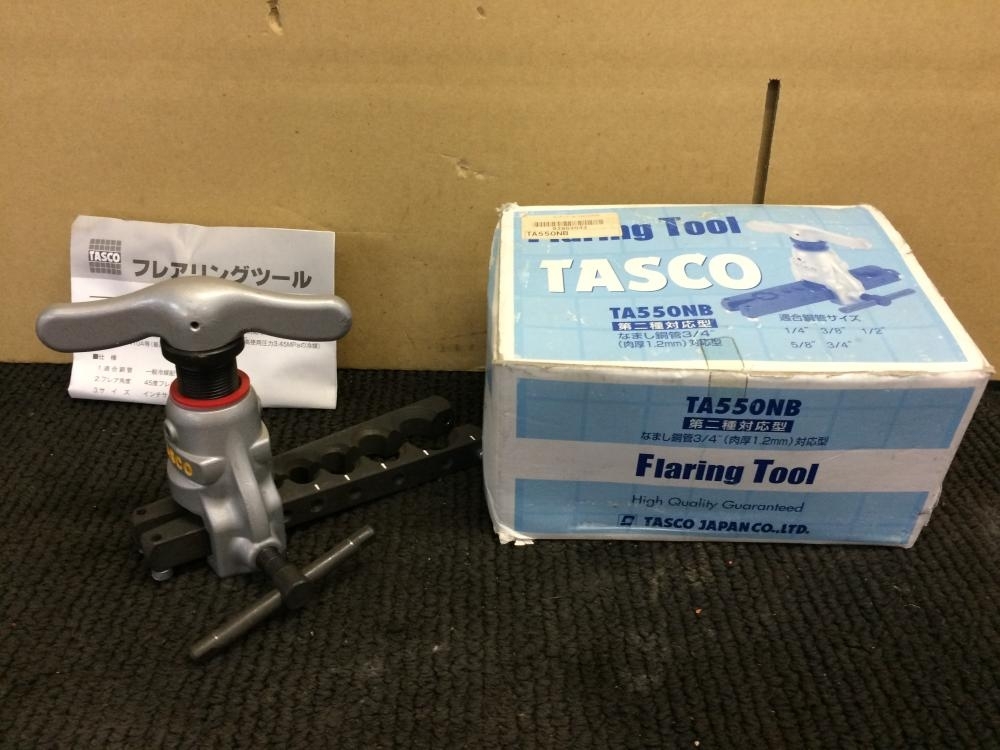 TASCO
フレアリングツール
■仕様
1.適合銅管
2.フレア角度 45度フレ
3.サイズ インチサ
TASCO
TA550NB
Flaring Tool
TASCO
TA550NB
第二種対応型
なまし銅管3/4"
(肉厚1.2mm)対応型
適合銅管サイズ
1/4" 3/8" 1/2"
5/8" 3/4"
TA550NB
第二種対応型
なまし銅管3/4"(肉厚1.2mm)対応型
Flaring Tool
High Quality Guaranteed
TASCO JAPAN CO.,LTD.